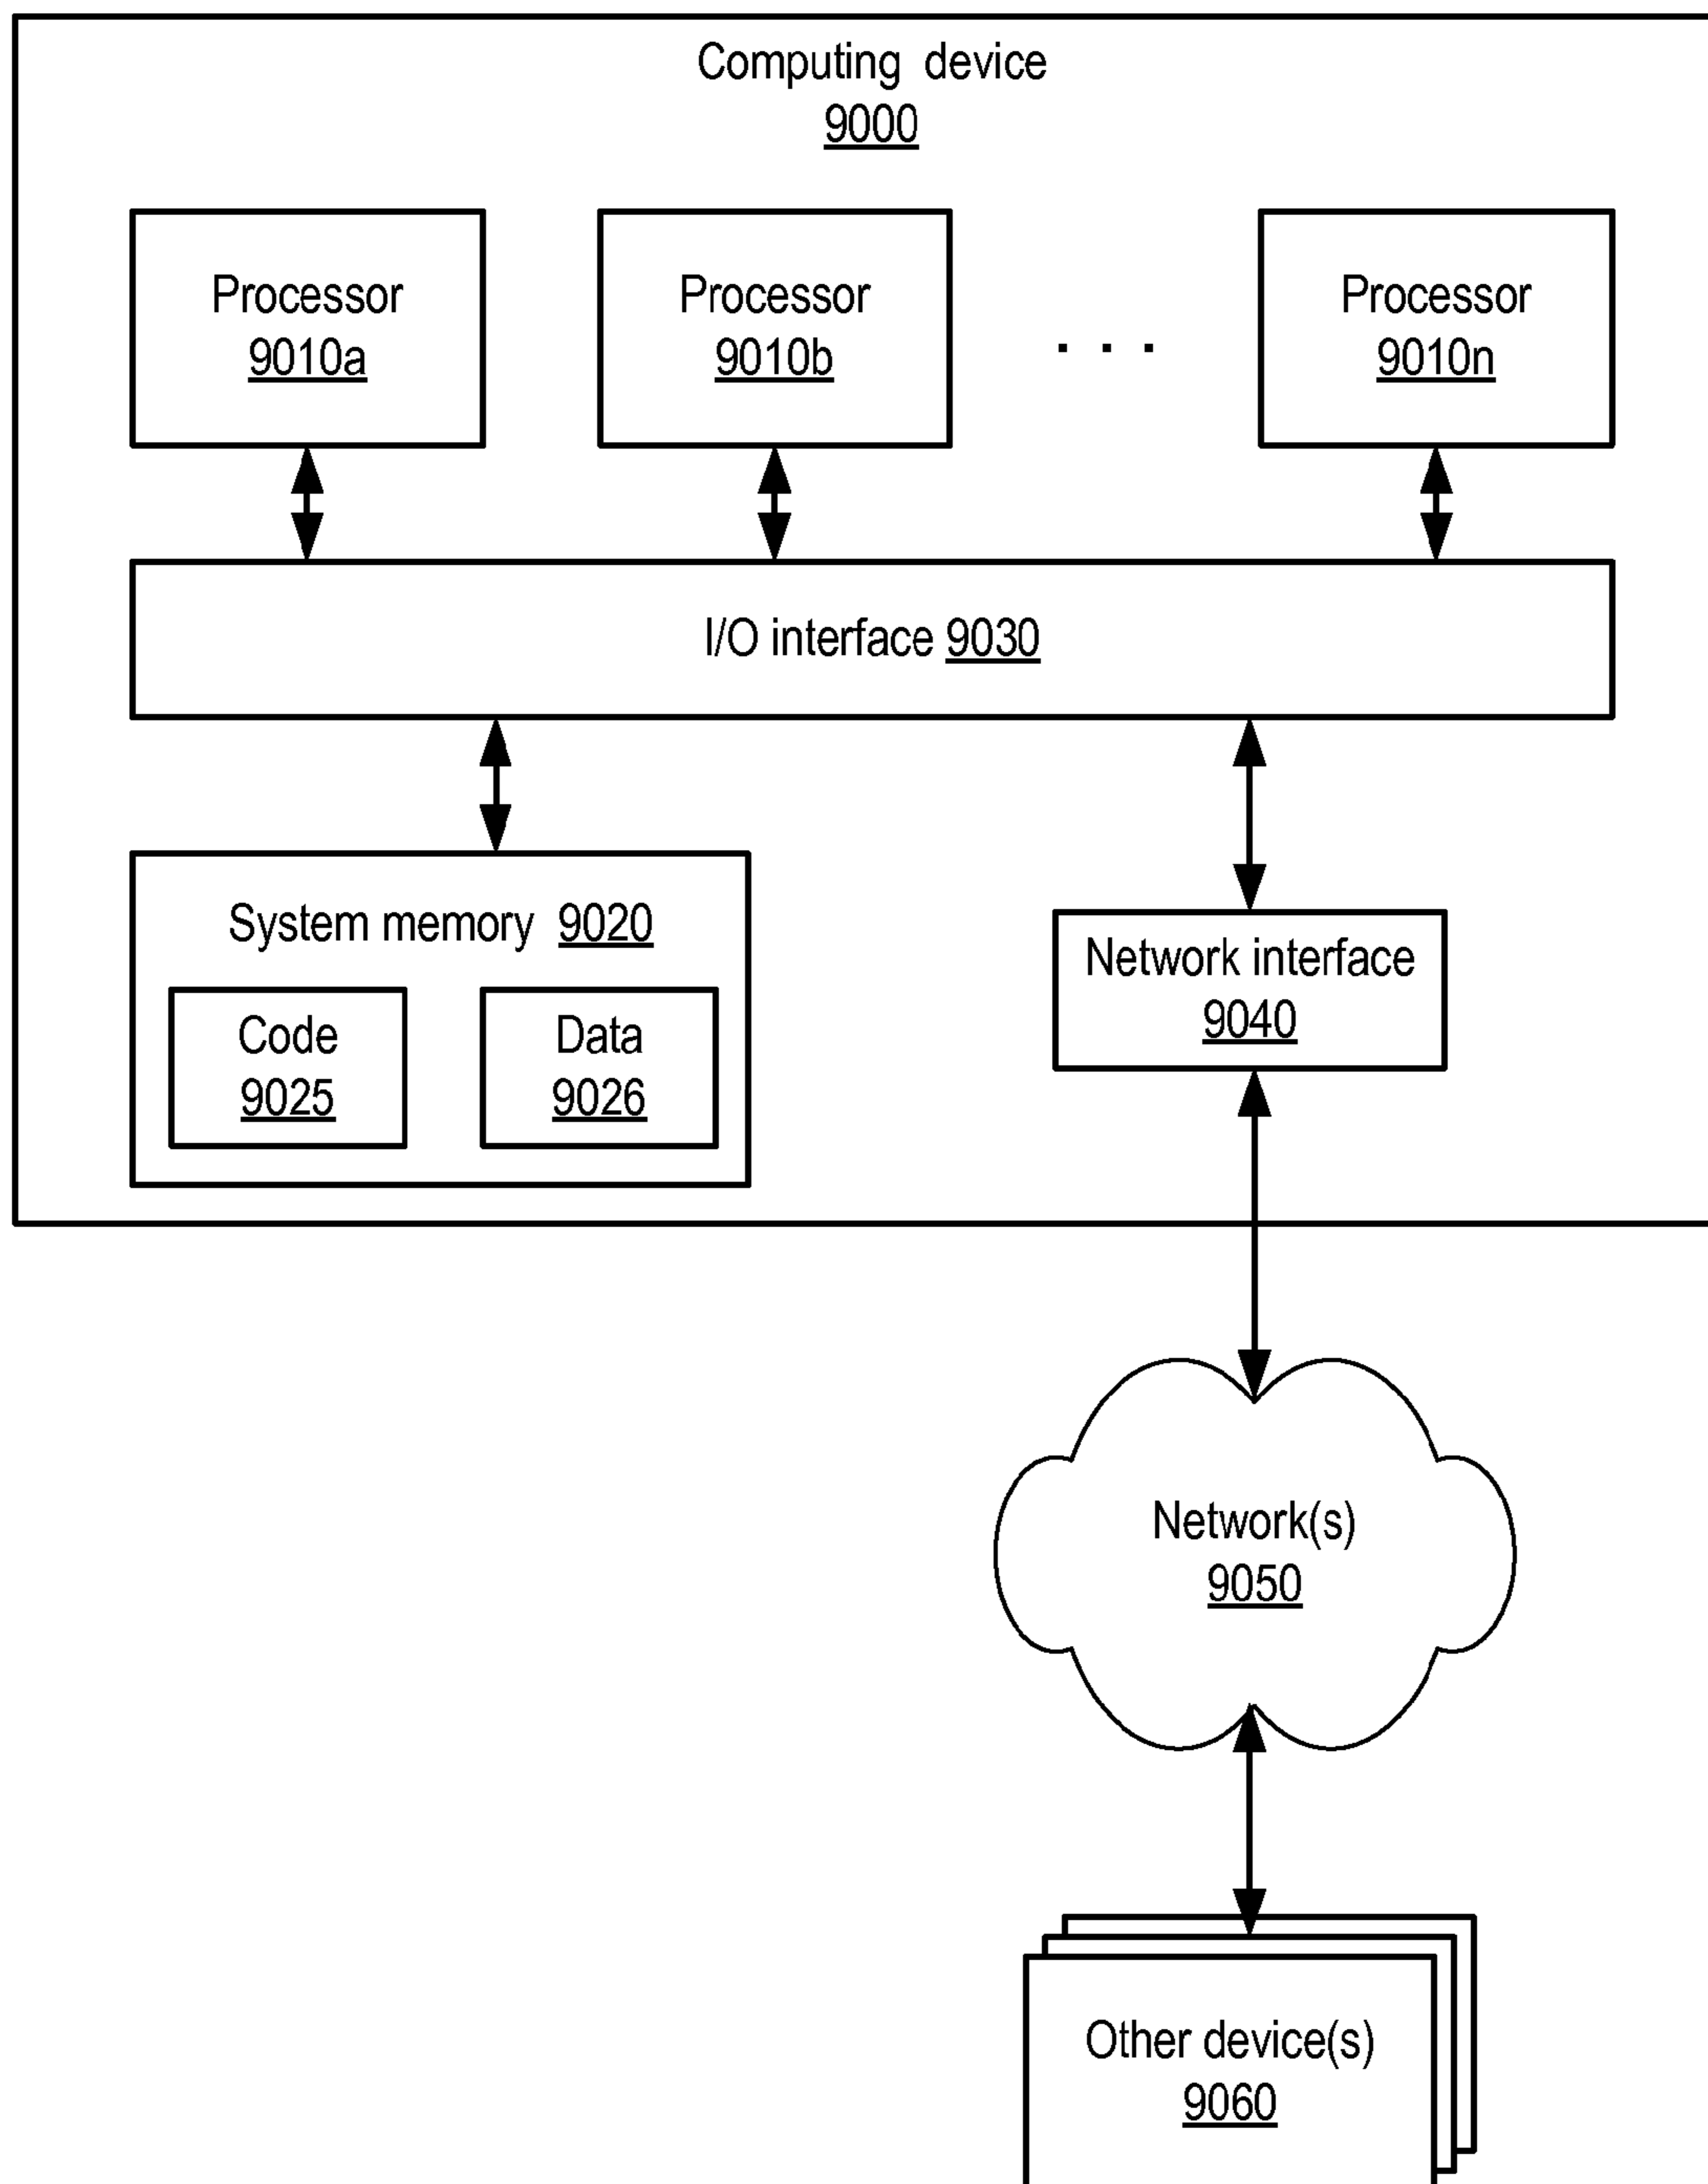 Computing device
9000
Processor
9010a
Processor
9010b
. . .
Processor
9010n
I/O interface 9030
System memory 9020
Code
9025
Data
9026
Network interface
9040
Network(s)
9050
Other device(s)
9060